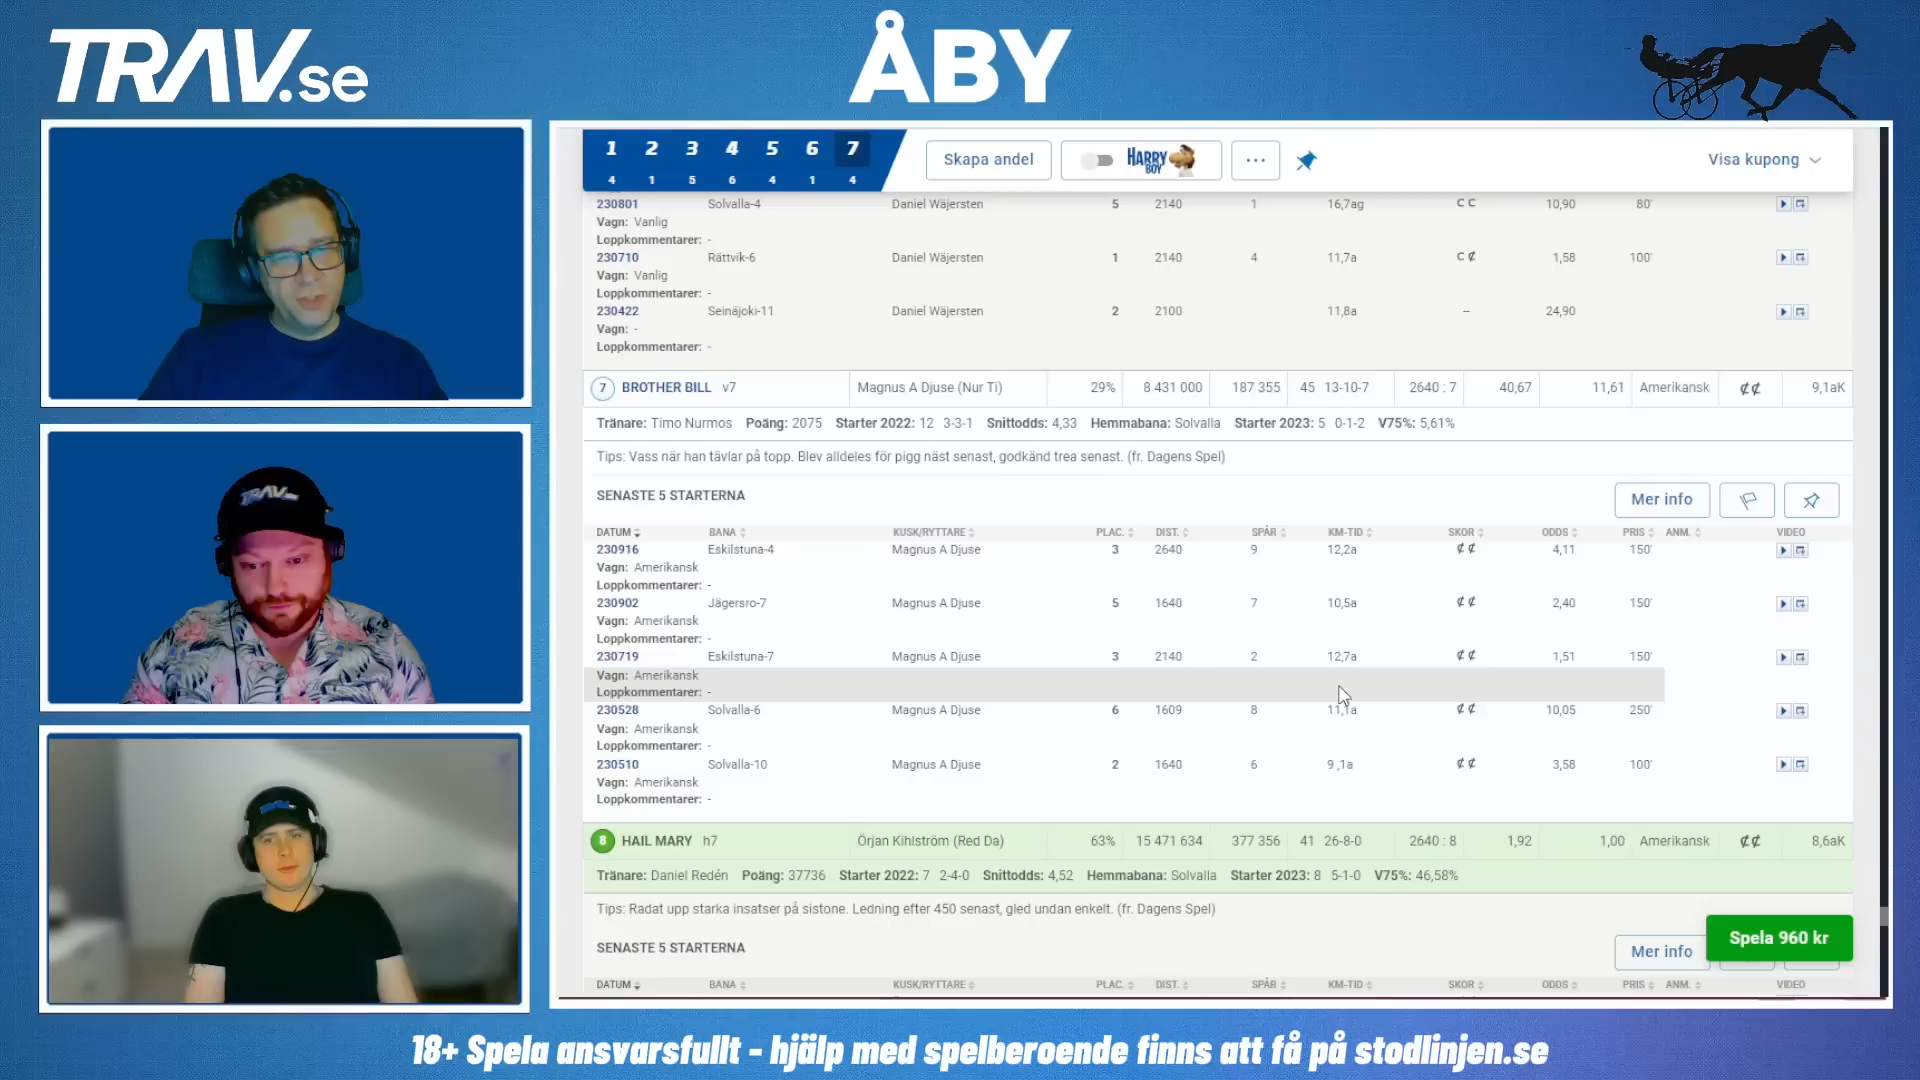 TRAV.se
ÅBY
1 2 3 4 5 6 7
4 1 5 6 4 1 4
Skapa andel
HARRY BOY
...
Visa kupong
230801 Solvalla-4 Daniel Wäjersten 5 2140 1 16,7ag C C 10,90 80'
Vagn: Vanlig
Loppkommentarer: -
230710 Rättvik-6 Daniel Wäjersten 1 2140 4 11,7a C ₵ 1,58 100'
Vagn: Vanlig
Loppkommentarer: -
230422 Seinäjoki-11 Daniel Wäjersten 2 2100 11,8a – 24,90
Vagn: -
Loppkommentarer: -
7 BROTHER BILL v7 Magnus A Djuse (Nur Ti) 29% 8 431 000 187 355 45 13-10-7 2640 : 7 40,67 11,61 Amerikansk ₵₵ 9,1aK
Tränare: Timo Nurmos Poäng: 2075 Starter 2022: 12 3-3-1 Snittodds: 4,33 Hemmabana: Solvalla Starter 2023: 5 0-1-2 V75%: 5,61%
Tips: Vass när han tävlar på topp. Blev alldeles för pigg näst senast, godkänd trea senast. (fr. Dagens Spel)
SENASTE 5 STARTERNA
Mer info
DATUM BANA KUSK/RYTTARE PLAC. DIST. SPÅR KM-TID SKOR ODDS PRIS ANM. VIDEO
230916 Eskilstuna-4 Magnus A Djuse 3 2640 9 12,2a ₵ ₵ 4,11 150'
Vagn: Amerikansk
Loppkommentarer: -
230902 Jägersro-7 Magnus A Djuse 5 1640 7 10,5a ₵ ₵ 2,40 150'
Vagn: Amerikansk
Loppkommentarer: -
230719 Eskilstuna-7 Magnus A Djuse 3 2140 2 12,7a ₵ ₵ 1,51 150'
Vagn: Amerikansk
Loppkommentarer: -
230528 Solvalla-6 Magnus A Djuse 6 1609 8 11,1a ₵ ₵ 10,05 250'
Vagn: Amerikansk
Loppkommentarer: -
230510 Solvalla-10 Magnus A Djuse 2 1640 6 9,1a ₵ ₵ 3,58 100'
Vagn: Amerikansk
Loppkommentarer: -
8 HAIL MARY h7 Örjan Kihlström (Red Da) 63% 15 471 634 377 356 41 26-8-0 2640 : 8 1,92 1,00 Amerikansk ₵₵ 8,6aK
Tränare: Daniel Redén Poäng: 37736 Starter 2022: 7 2-4-0 Snittodds: 4,52 Hemmabana: Solvalla Starter 2023: 8 5-1-0 V75%: 46,58%
Tips: Radat upp starka insatser på sistone. Ledning efter 450 senast, gled undan enkelt. (fr. Dagens Spel)
SENASTE 5 STARTERNA
Mer info
Spela 960 kr
DATUM BANA KUSK/RYTTARE PLAC. DIST. SPÅR KM-TID SKOR ODDS PRIS ANM. VIDEO
TRAV
18+ Spela ansvarsfullt - hjälp med spelberoende finns att få på stodlinjen.se